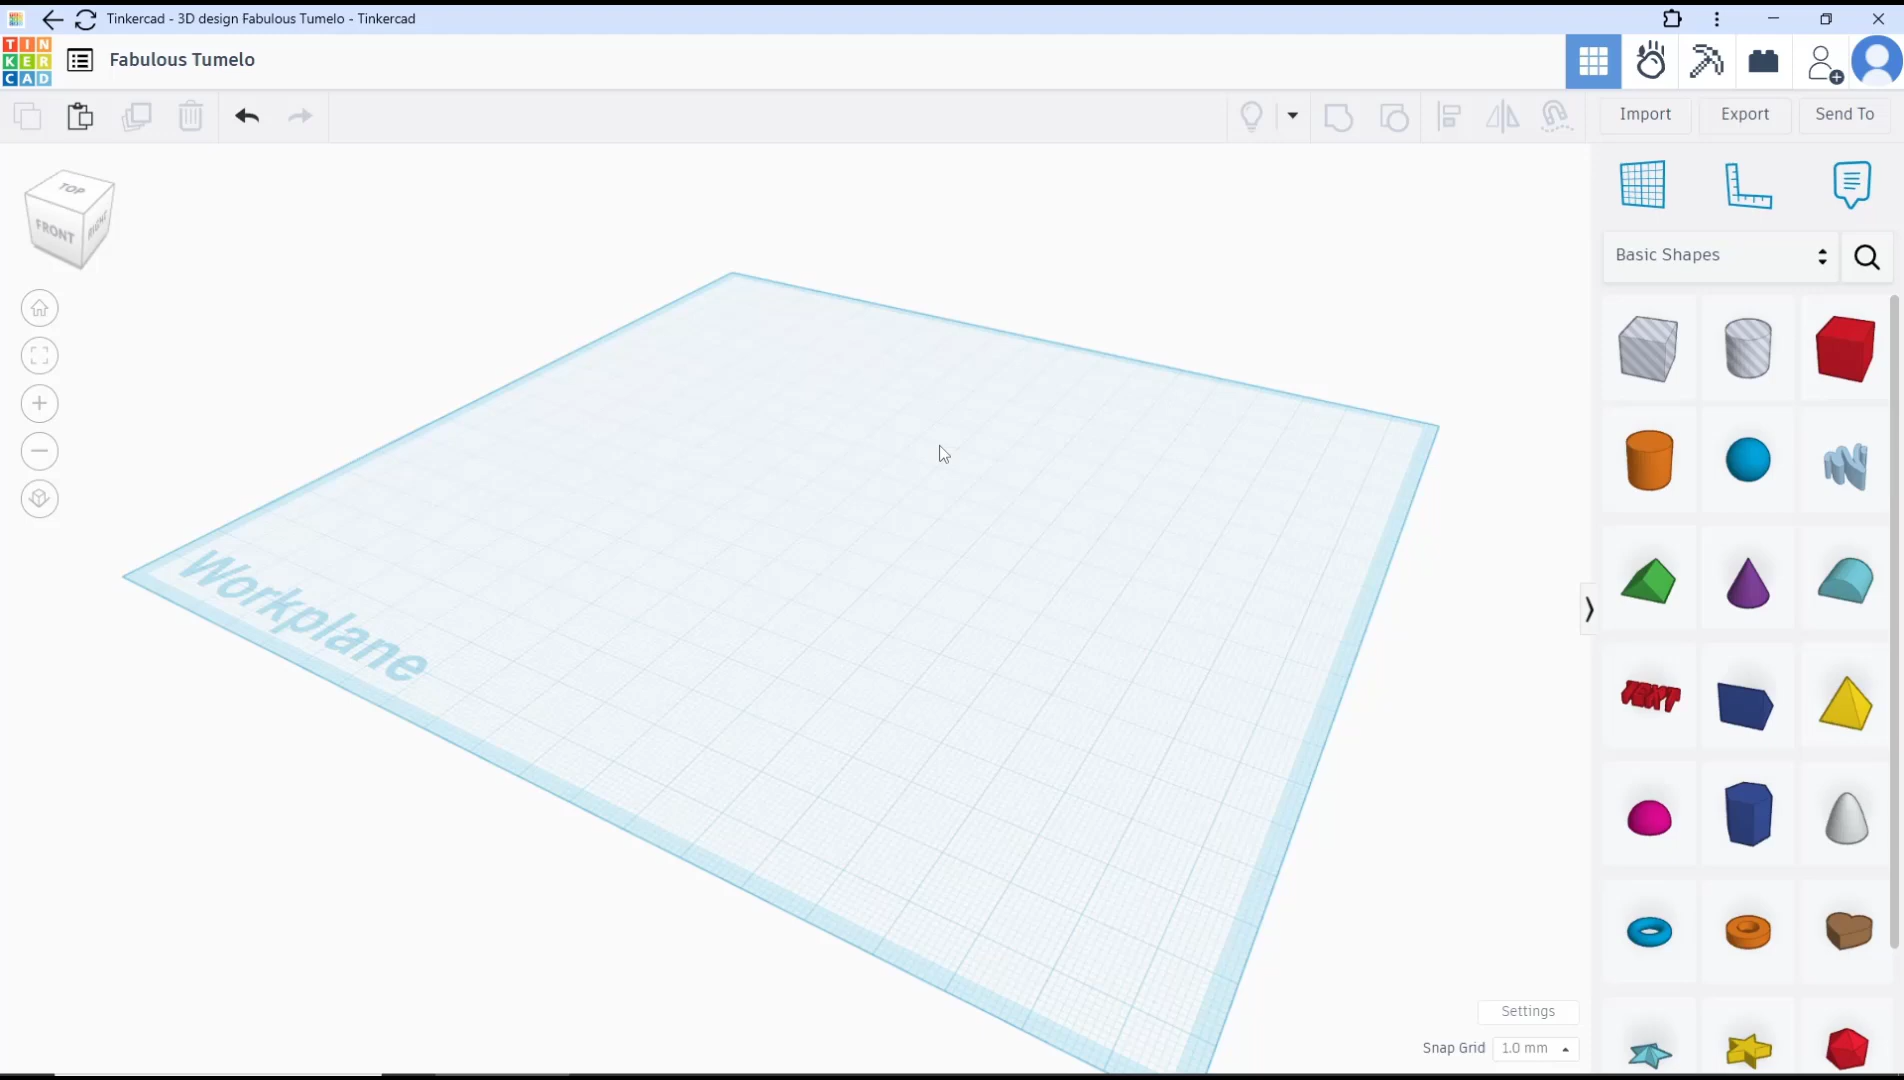 Tinkercad - 3D design Fabulous Tumelo - Tinkercad
TIN
KER
CAD
Fabulous Tumelo
Import
Export
Send To
TOP
FRONT
RIGHT
Basic Shapes
Workplane
TEXT
Settings
Snap Grid
1.0 mm